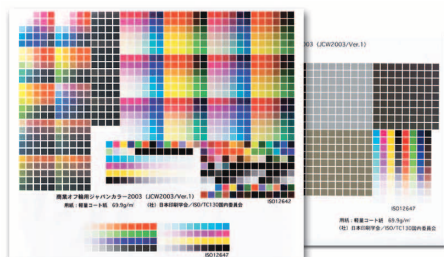 商業オフ輪用ジャパンカラー2003 (JCW2003/Ver.1)
用紙：軽量コート紙 69.9g/㎡
(社) 日本印刷学会／ISO/TC130国内委員会
ISO12647
003 (JCW2003/Ver.1)
ISO12647
用紙：軽量コート紙 69.9g/㎡
(社) 日本印刷学会／ISO/TC130国内委員会